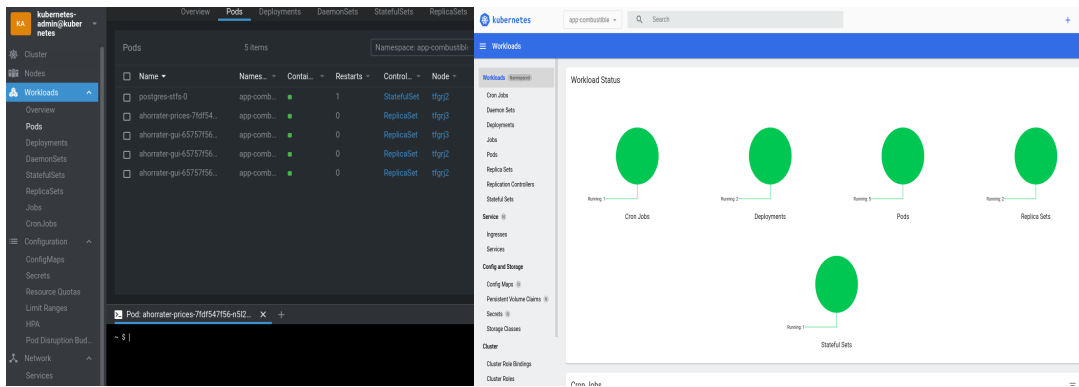 KA
kubernetes-
admin@kuber
netes
Cluster
Nodes
Workloads
Overview
Pods
Deployments
DaemonSets
StatefulSets
ReplicaSets
Jobs
CronJobs
Configuration
ConfigMaps
Secrets
Resource Quotas
Limit Ranges
HPA
Pod Disruption Bud...
Network
Services
Overview Pods Deployments DaemonSets StatefulSets ReplicaSets
Pods 5 items Namespace: app-combustibl
Name Names... Contai... Restarts Control... Node
postgres-stfs-0 app-comb... 1 StatefulSet tfgrj2
ahorrater-prices-7fdf54... app-comb... 0 ReplicaSet tfgrj3
ahorrater-gui-65757f56... app-comb... 0 ReplicaSet tfgrj3
ahorrater-gui-65757f56... app-comb... 0 ReplicaSet tfgrj2
ahorrater-gui-65757f56... app-comb... 0 ReplicaSet tfgrj2
Pod: ahorrater-prices-7fdf547f56-n5l2... × +
~ $
kubernetes
app-combustible
Search
+
Workloads
Workloads
Cron Jobs
Daemon Sets
Deployments
Jobs
Pods
Replica Sets
Replication Controllers
Stateful Sets
Service N
Ingresses
Services
Config and Storage
Config Maps N
Persistent Volume Claims N
Secrets N
Storage Classes
Cluster
Cluster Role Bindings
Cluster Roles
Workload Status
Running: 1
Cron Jobs
Running: 2
Deployments
Running: 5
Pods
Running: 2
Replica Sets
Running: 1
Stateful Sets
Cron Jobs